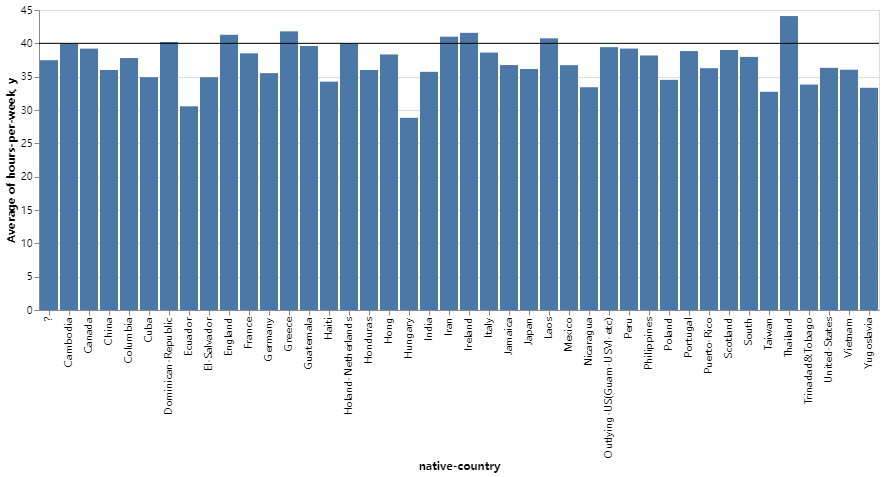 Average of hours-per-week, y
45
40
35
30
25
20
15
10
5
0
?
Cambodia
Canada
China
Columbia
Cuba
Dominican-Republic
Ecuador
El-Salvador
England
France
Germany
Greece
Guatemala
Haiti
Holand-Netherlands
Honduras
Hong
Hungary
India
Iran
Ireland
Italy
Jamaica
Japan
Laos
Mexico
Nicaragua
Outlying-US(Guam-USVI-etc)
Peru
Philippines
Poland
Portugal
Puerto-Rico
Scotland
South
Taiwan
Thailand
Trinadad&Tobago
United-States
Vietnam
Yugoslavia
native-country